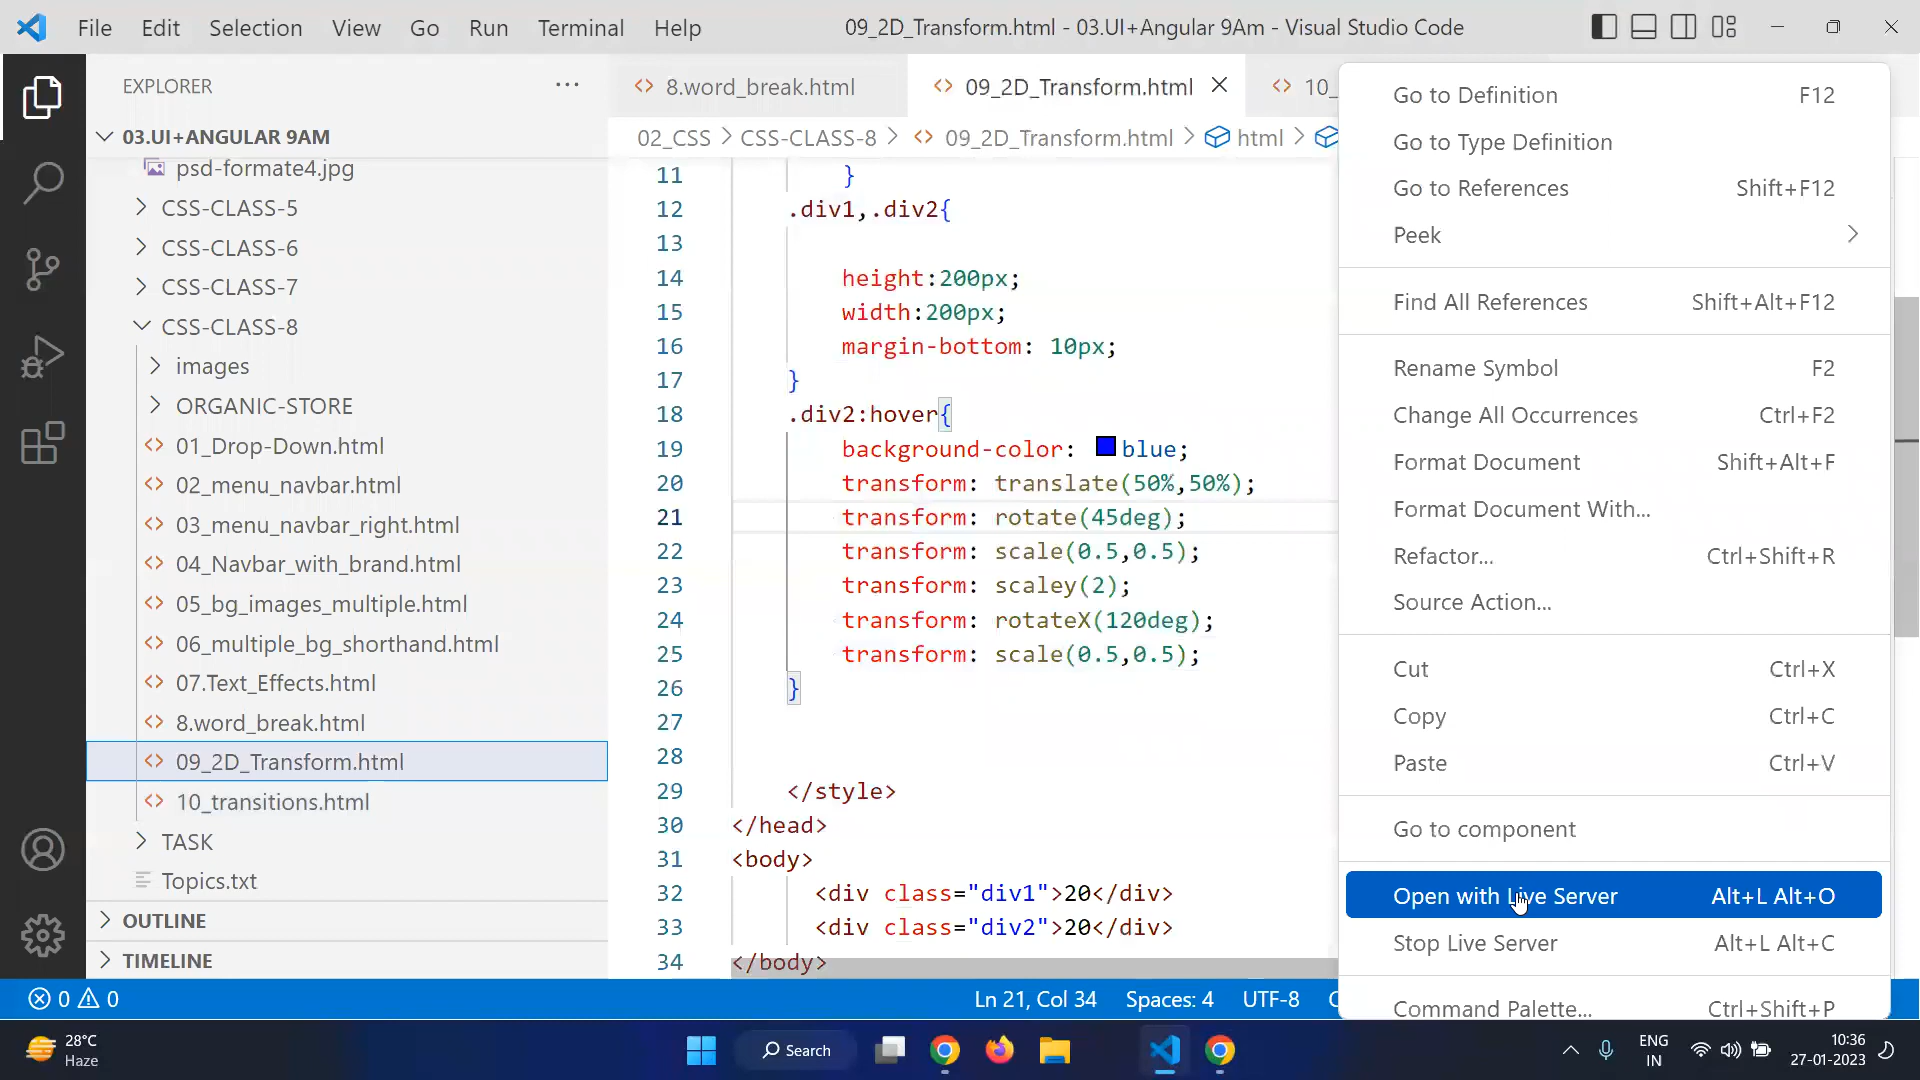 File Edit Selection View Go Run Terminal Help 09_2D_Transform.html - 03.UI+Angular 9Am - Visual Studio Code
EXPLORER
03.UI+ANGULAR 9AM
psd-formate4.jpg
CSS-CLASS-5
CSS-CLASS-6
CSS-CLASS-7
CSS-CLASS-8
images
ORGANIC-STORE
01_Drop-Down.html
02_menu_navbar.html
03_menu_navbar_right.html
04_Navbar_with_brand.html
05_bg_images_multiple.html
06_multiple_bg_shorthand.html
07.Text_Effects.html
8.word_break.html
09_2D_Transform.html
10_transitions.html
TASK
Topics.txt
OUTLINE
TIMELINE
8.word_break.html 09_2D_Transform.html 10_
02_CSS > CSS-CLASS-8 > 09_2D_Transform.html > html >
11 }
12 .div1,.div2{
13
14 height:200px;
15 width:200px;
16 margin-bottom: 10px;
17 }
18 .div2:hover{
19 background-color: blue;
20 transform: translate(50%,50%);
21 transform: rotate(45deg);
22 transform: scale(0.5,0.5);
23 transform: scaley(2);
24 transform: rotateX(120deg);
25 transform: scale(0.5,0.5);
26 }
27
28
29 </style>
30 </head>
31 <body>
32 <div class="div1">20</div>
33 <div class="div2">20</div>
34 </body>
Go to Definition F12
Go to Type Definition
Go to References Shift+F12
Peek
Find All References Shift+Alt+F12
Rename Symbol F2
Change All Occurrences Ctrl+F2
Format Document Shift+Alt+F
Format Document With...
Refactor... Ctrl+Shift+R
Source Action...
Cut Ctrl+X
Copy Ctrl+C
Paste Ctrl+V
Go to component
Open with Live Server Alt+L Alt+O
Stop Live Server Alt+L Alt+C
Command Palette... Ctrl+Shift+P
0 0 Ln 21, Col 34 Spaces: 4 UTF-8
28°C
Haze
Search
ENG
IN
10:36
27-01-2023